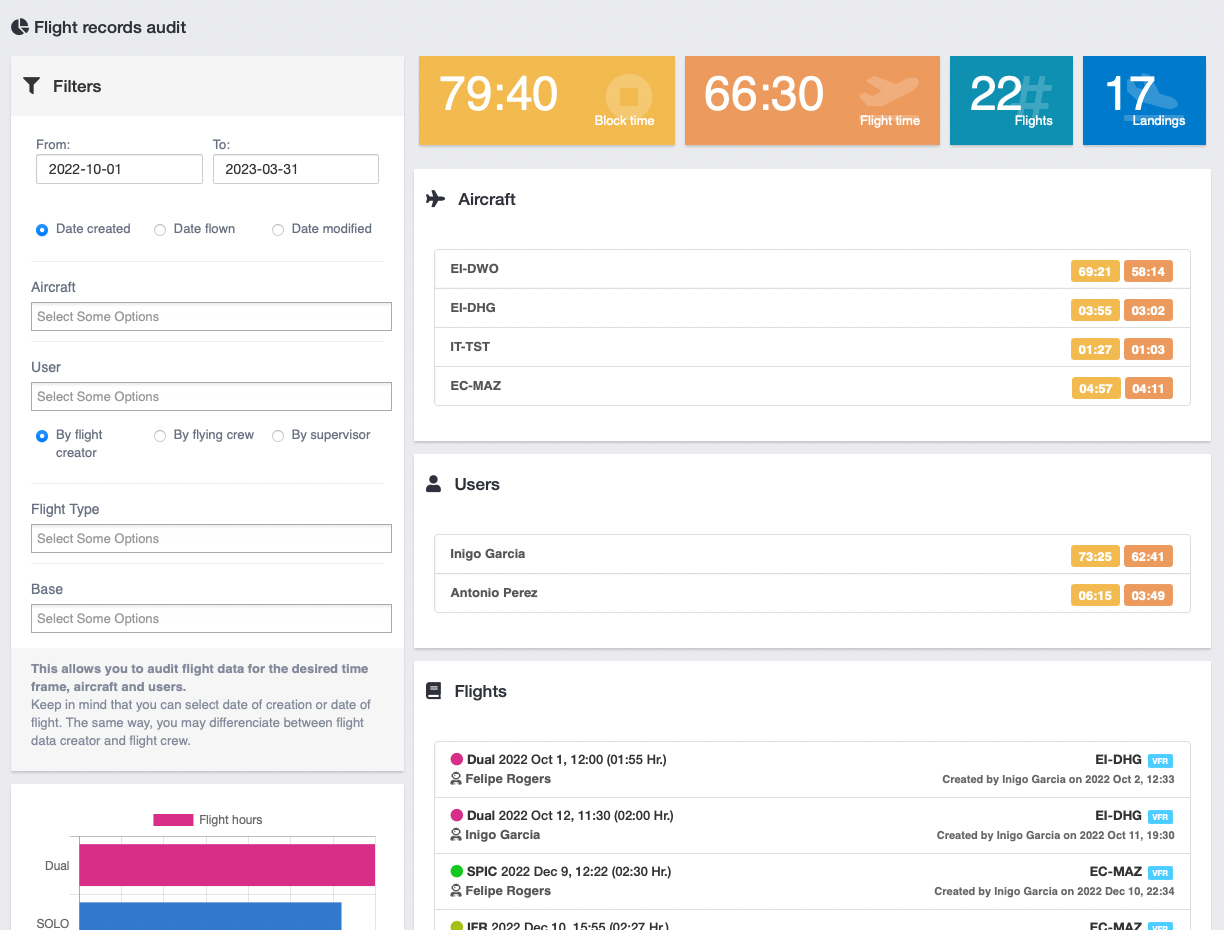 Flight records audit
Filters
From:
To:
2022-10-01
2023-03-31
Date created
Date flown
Date modified
Aircraft
Select Some Options
User
Select Some Options
By flight
creator
By flying crew
By supervisor
Flight Type
Select Some Options
Base
Select Some Options
This allows you to audit flight data for the desired time
frame, aircraft and users.
Keep in mind that you can select date of creation or date of
flight. The same way, you may differenciate between flight
data creator and flight crew.
Flight hours
Dual
SOLO
79:40
Block time
66:30
Flight time
22#
Flights
17
Landings
Aircraft
EI-DWO 69:21 58:14
EI-DHG 03:55 03:02
IT-TST 01:27 01:03
EC-MAZ 04:57 04:11
Users
Inigo Garcia 73:25 62:41
Antonio Perez 06:15 03:49
Flights
Dual 2022 Oct 1, 12:00 (01:55 Hr.) EI-DHG VFR
Felipe Rogers Created by Inigo Garcia on 2022 Oct 2, 12:33
Dual 2022 Oct 12, 11:30 (02:00 Hr.) EI-DHG VFR
Inigo Garcia Created by Inigo Garcia on 2022 Oct 11, 19:30
SPIC 2022 Dec 9, 12:22 (02:30 Hr.) EC-MAZ VFR
Felipe Rogers Created by Inigo Garcia on 2022 Dec 10, 22:34
IFR 2022 Dec 10, 15:55 (02:27 Hr.) EC-MAZ VFR